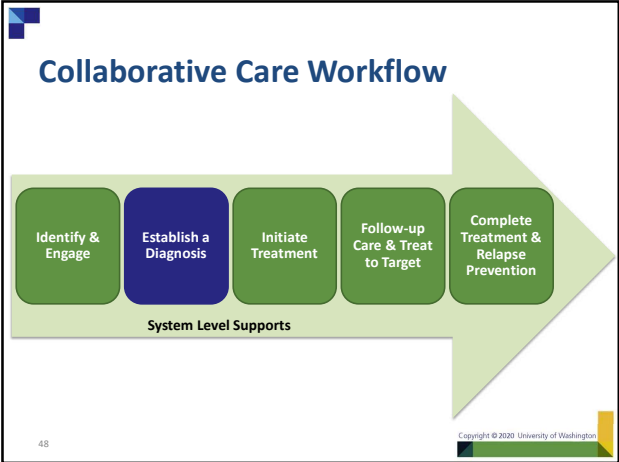 Collaborative Care Workflow
Identify &
Engage
Establish a
Diagnosis
Initiate
Treatment
Follow-up
Care & Treat
to Target
Complete
Treatment &
Relapse
Prevention
System Level Supports
48
Copyright © 2020 University of Washington